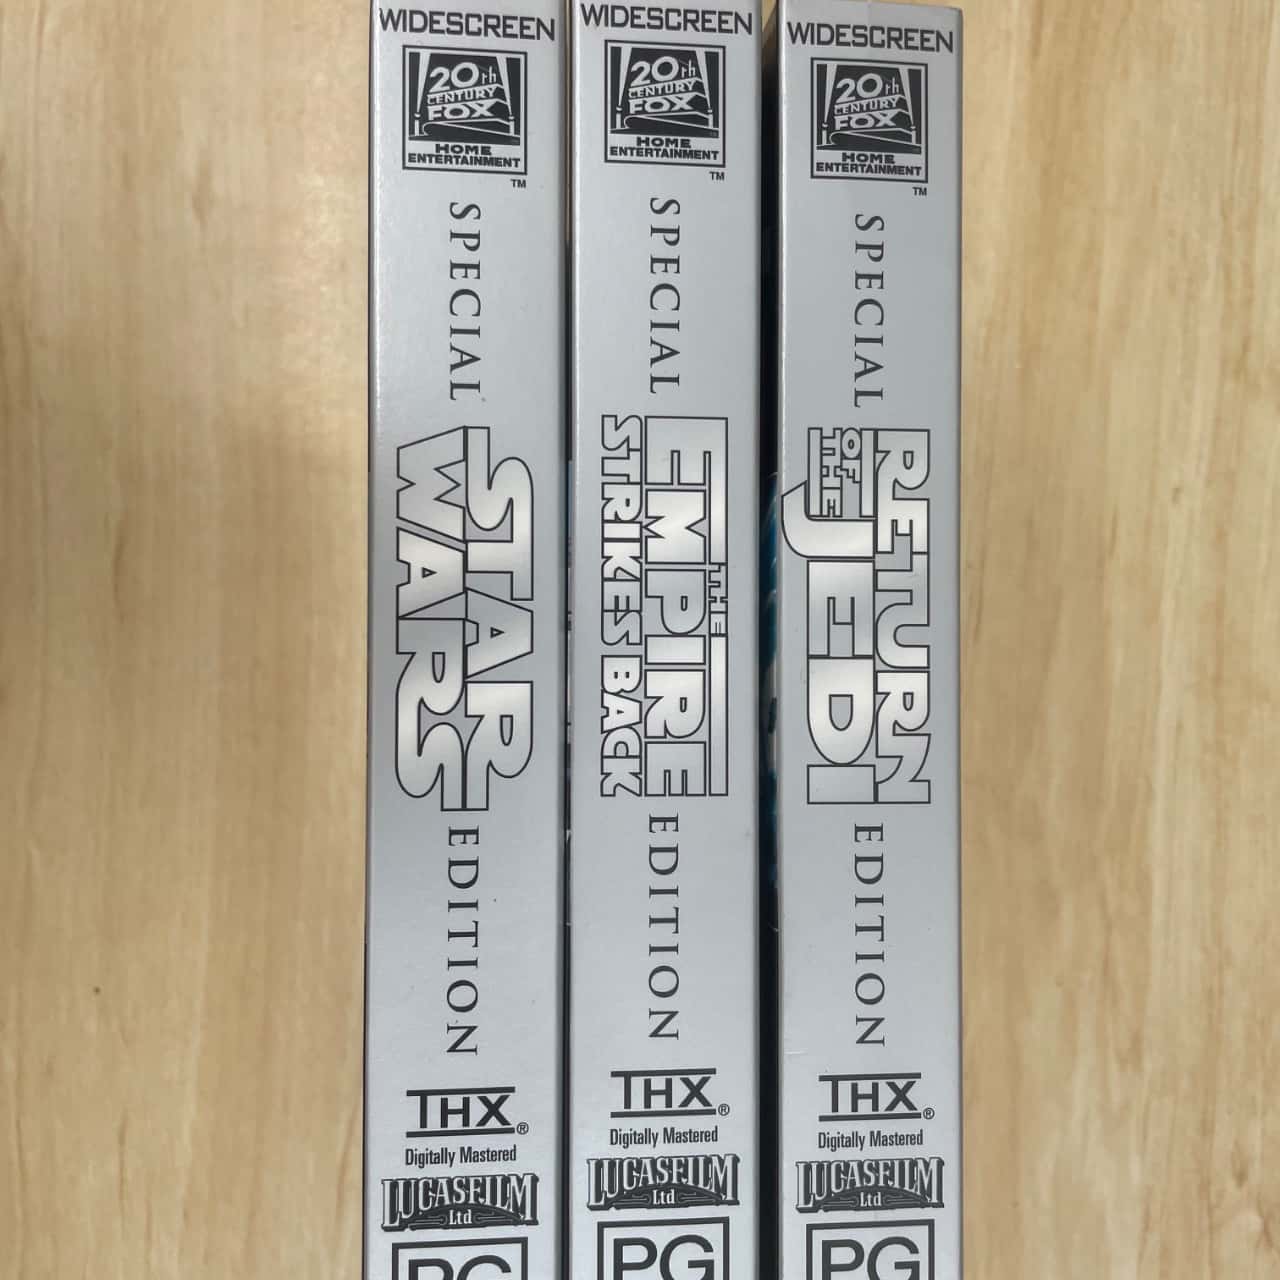 WIDESCREEN
20th
CENTURY
FOX
HOME
ENTERTAINMENT
TM
SPECIAL
STAR
WARS
EDITION
THX®
Digitally Mastered
LUCASFILM
Ltd
PG
WIDESCREEN
20th
CENTURY
FOX
HOME
ENTERTAINMENT
TM
SPECIAL
THE
EMPIRE
STRIKES BACK
EDITION
THX®
Digitally Mastered
LUCASFILM
Ltd
PG
WIDESCREEN
20th
CENTURY
FOX
HOME
ENTERTAINMENT
TM
SPECIAL
RETURN
OF THE
JEDI
EDITION
THX®
Digitally Mastered
LUCASFILM
Ltd
PG